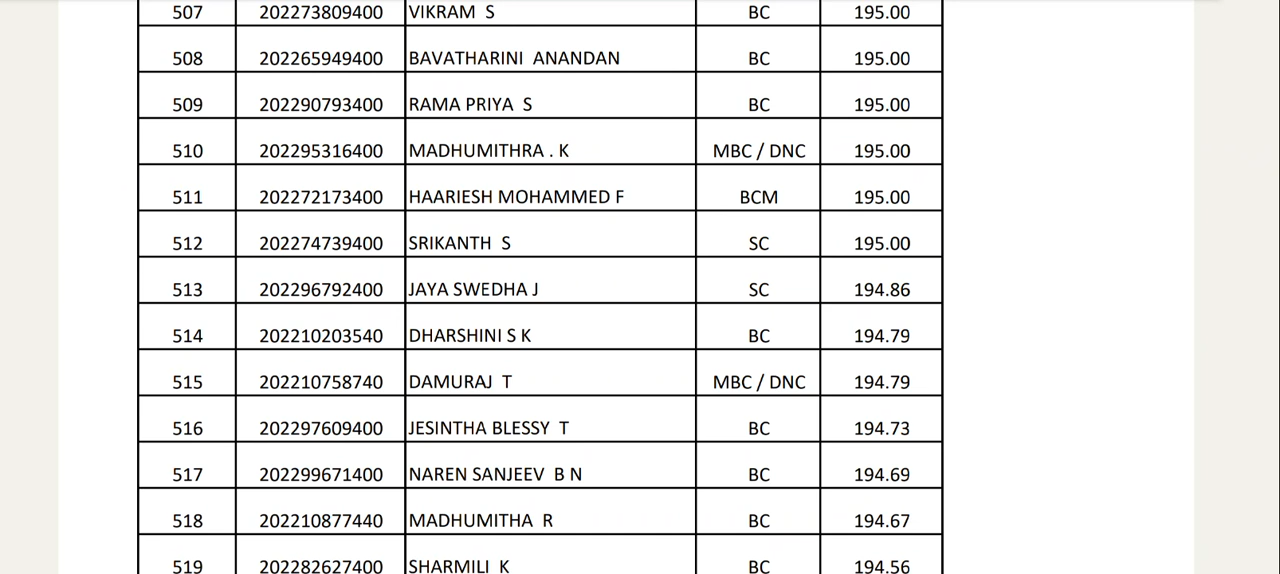 507 202273809400 VIKRAM S BC 195.00
508 202265949400 BAVATHARINI ANANDAN BC 195.00
509 202290793400 RAMA PRIYA S BC 195.00
510 202295316400 MADHUMITHRA . K MBC / DNC 195.00
511 202272173400 HAARIESH MOHAMMED F BCM 195.00
512 202274739400 SRIKANTH S SC 195.00
513 202296792400 JAYA SWEDHA J SC 194.86
514 202210203540 DHARSHINI S K BC 194.79
515 202210758740 DAMURAJ T MBC / DNC 194.79
516 202297609400 JESINTHA BLESSY T BC 194.73
517 202299671400 NAREN SANJEEV B N BC 194.69
518 202210877440 MADHUMITHA R BC 194.67
519 202282627400 SHARMILI K BC 194.56